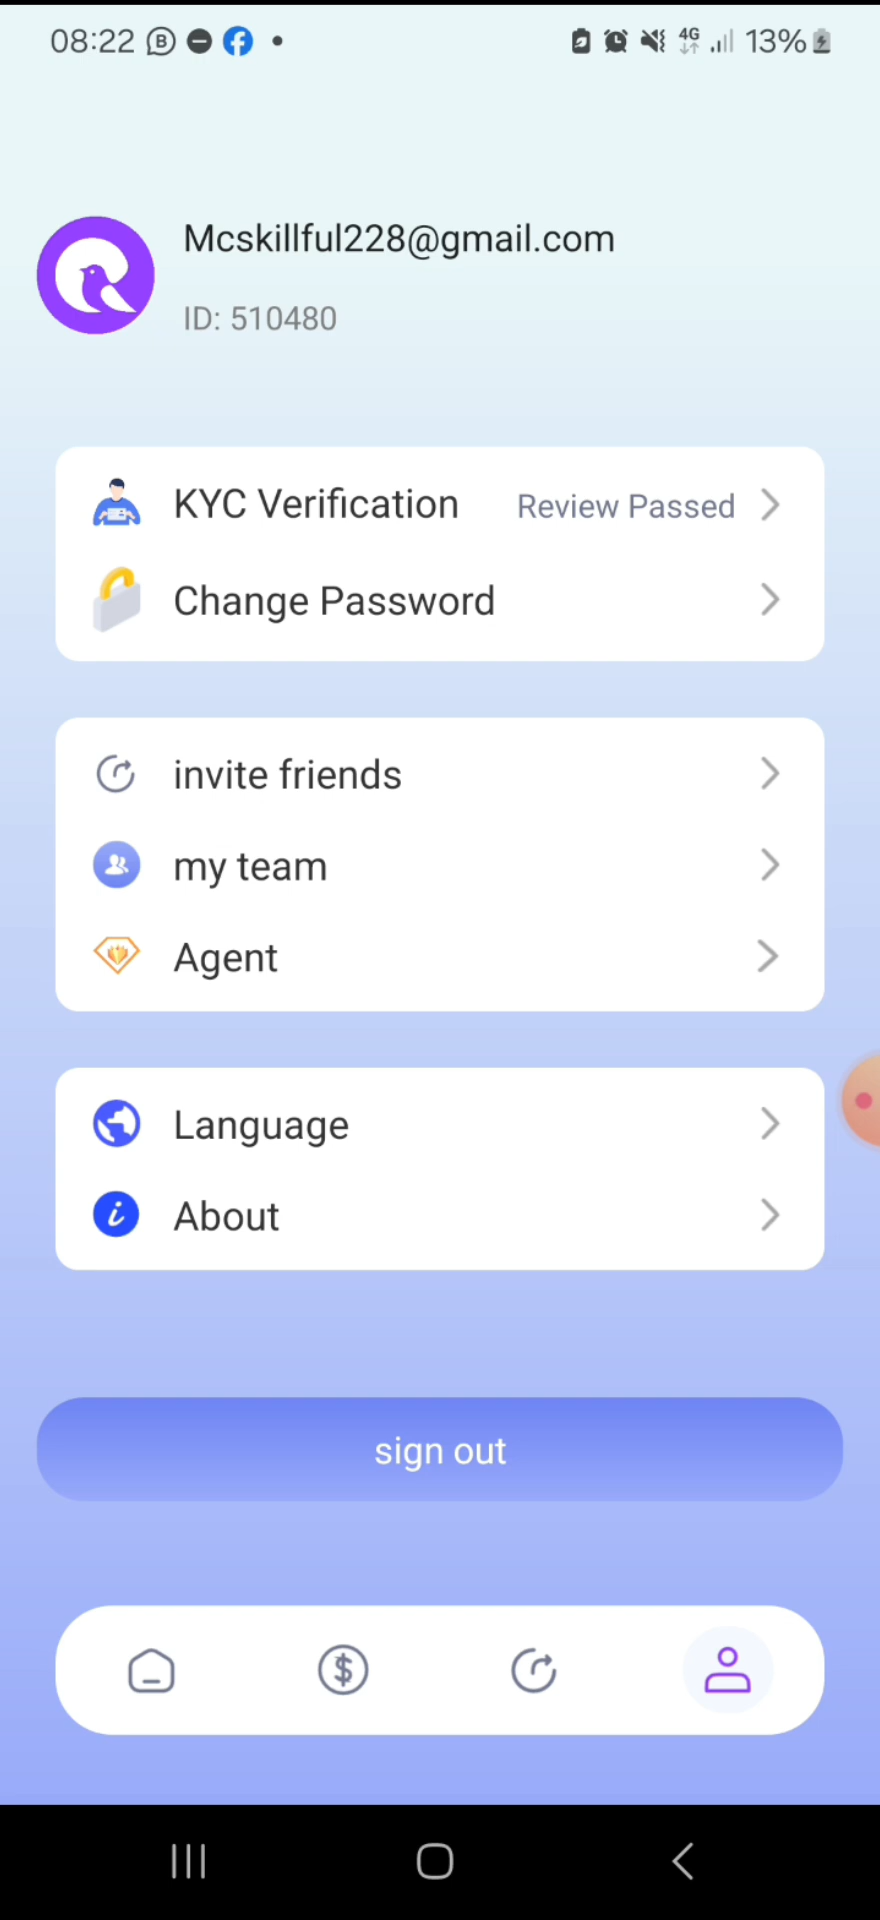 08:22 4G 13%
Mcskillful228@gmail.com
ID: 510480
KYC Verification Review Passed
Change Password
invite friends
my team
Agent
Language
About
sign out